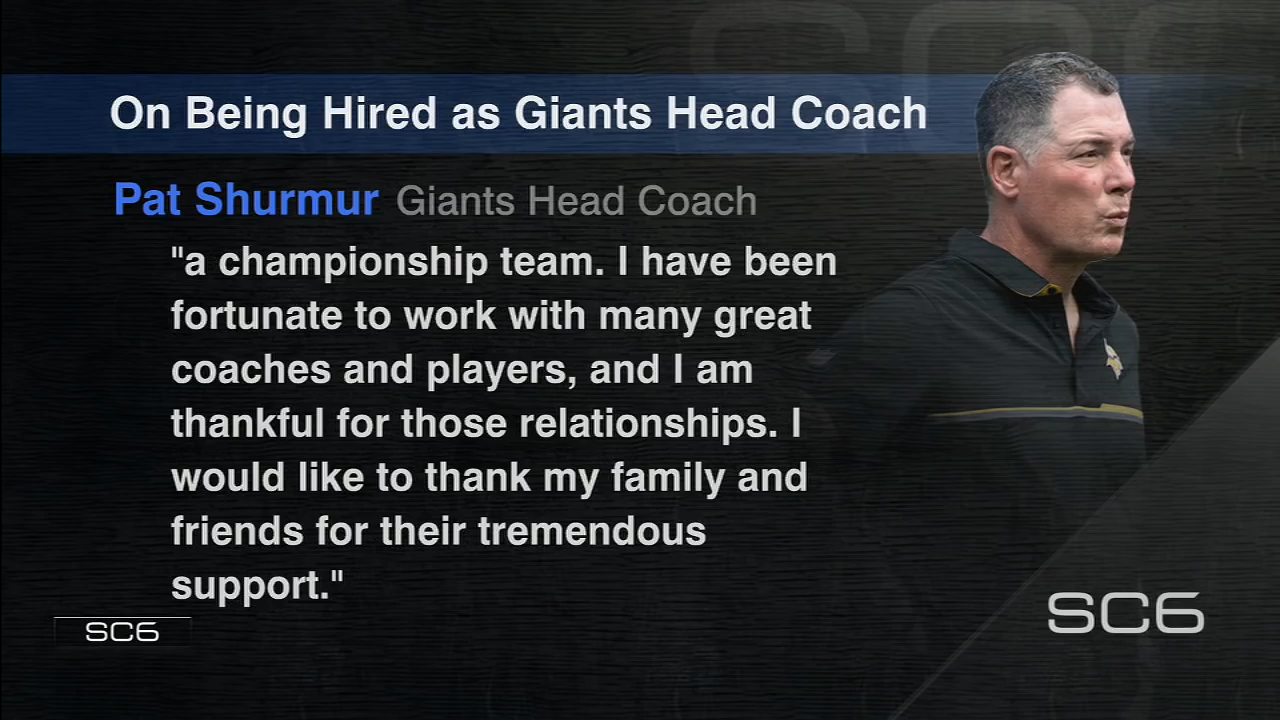 On Being Hired as Giants Head Coach
Pat Shurmur Giants Head Coach
"a championship team. I have been
fortunate to work with many great
coaches and players, and I am
thankful for those relationships. I
would like to thank my family and
friends for their tremendous
support."
SC6
SC6